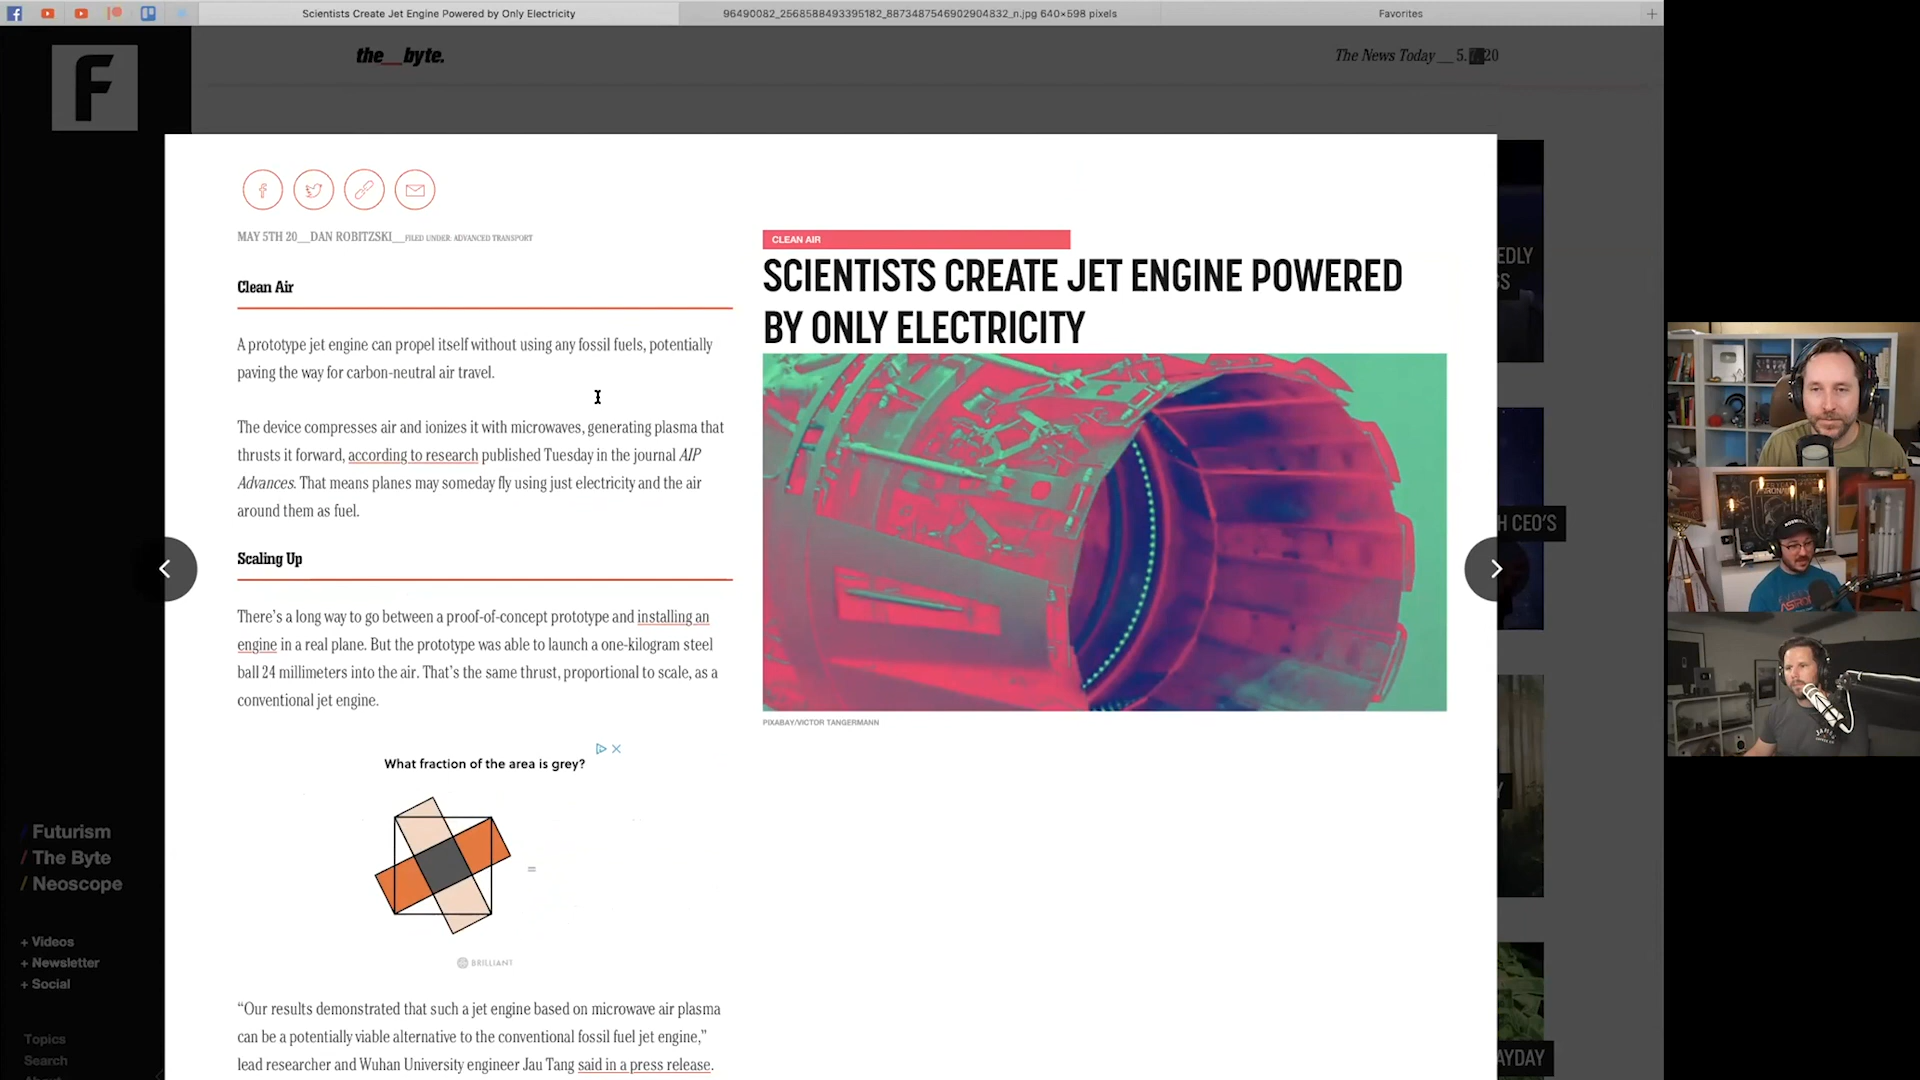 Scientists Create Jet Engine Powered by Only Electricity
96490082_2568588493395182_8873487546902904832_n.jpg 640×598 pixels
Favorites
F
the__byte.
The News Today __ 5. 20
MAY 5TH 20__DAN ROBITZSKI__FILED UNDER: ADVANCED TRANSPORT
Clean Air
A prototype jet engine can propel itself without using any fossil fuels, potentially
paving the way for carbon-neutral air travel.
The device compresses air and ionizes it with microwaves, generating plasma that
thrusts it forward, according to research published Tuesday in the journal AIP
Advances. That means planes may someday fly using just electricity and the air
around them as fuel.
Scaling Up
There's a long way to go between a proof-of-concept prototype and installing an
engine in a real plane. But the prototype was able to launch a one-kilogram steel
ball 24 millimeters into the air. That's the same thrust, proportional to scale, as a
conventional jet engine.
What fraction of the area is grey?
=
BRILLIANT
“Our results demonstrated that such a jet engine based on microwave air plasma
can be a potentially viable alternative to the conventional fossil fuel jet engine,”
lead researcher and Wuhan University engineer Jau Tang said in a press release.
CLEAN AIR
SCIENTISTS CREATE JET ENGINE POWERED
BY ONLY ELECTRICITY
PIXABAY/VICTOR TANGERMANN
EDLY
S
H CEO'S
Y
AYDAY
/ Futurism
/ The Byte
/ Neoscope
+ Videos
+ Newsletter
+ Social
Topics
Search